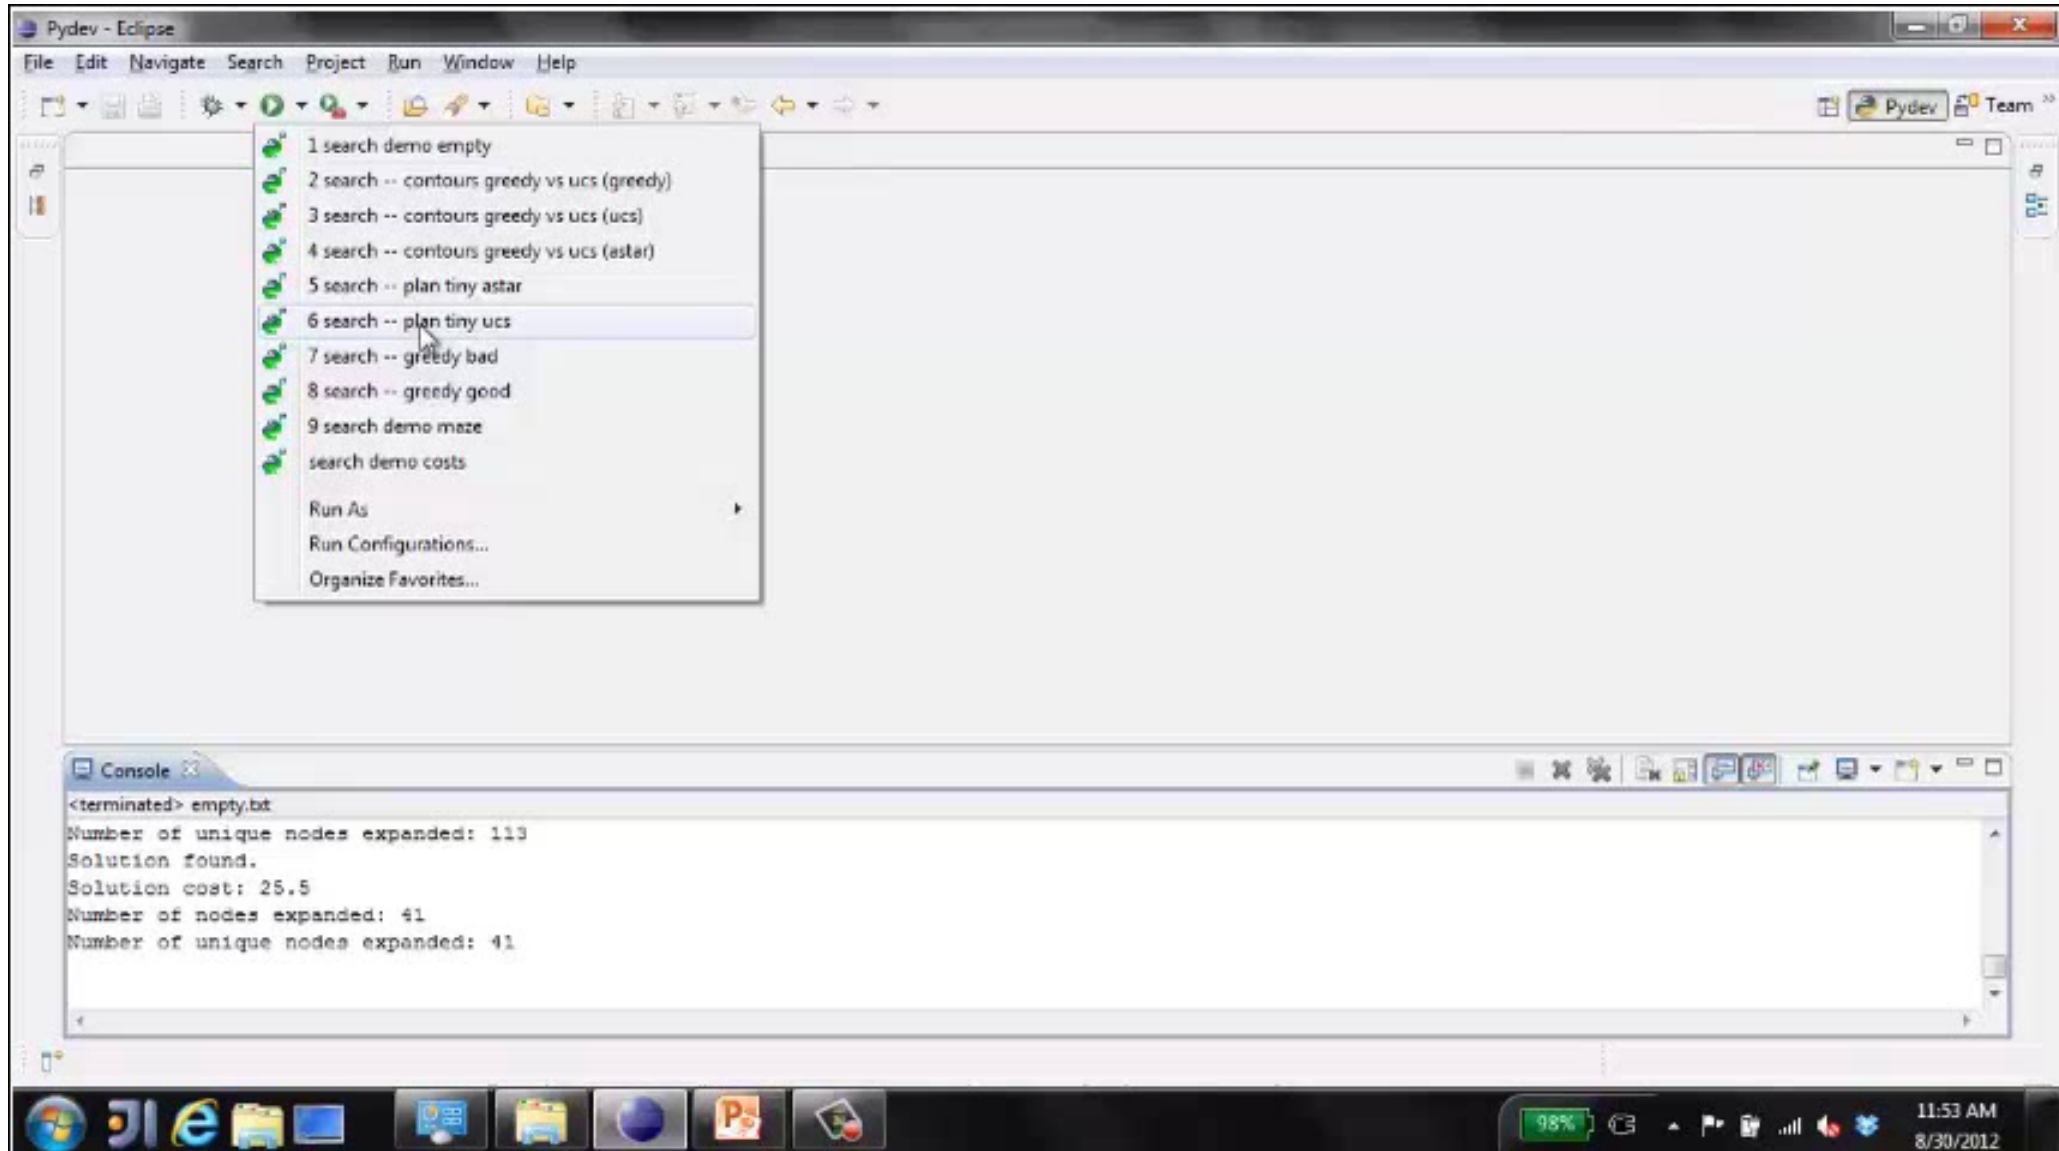 Pydev - Eclipse
File Edit Navigate Search Project Run Window Help
Pydev Team
1 search demo empty
2 search -- contours greedy vs ucs (greedy)
3 search -- contours greedy vs ucs (ucs)
4 search -- contours greedy vs ucs (astar)
5 search -- plan tiny astar
6 search -- plan tiny ucs
7 search -- greedy bad
8 search -- greedy good
9 search demo maze
search demo costs
Run As
Run Configurations...
Organize Favorites...
Console
<terminated> empty.txt
Number of unique nodes expanded: 113
Solution found.
Solution cost: 25.5
Number of nodes expanded: 41
Number of unique nodes expanded: 41
98%
11:53 AM
8/30/2012